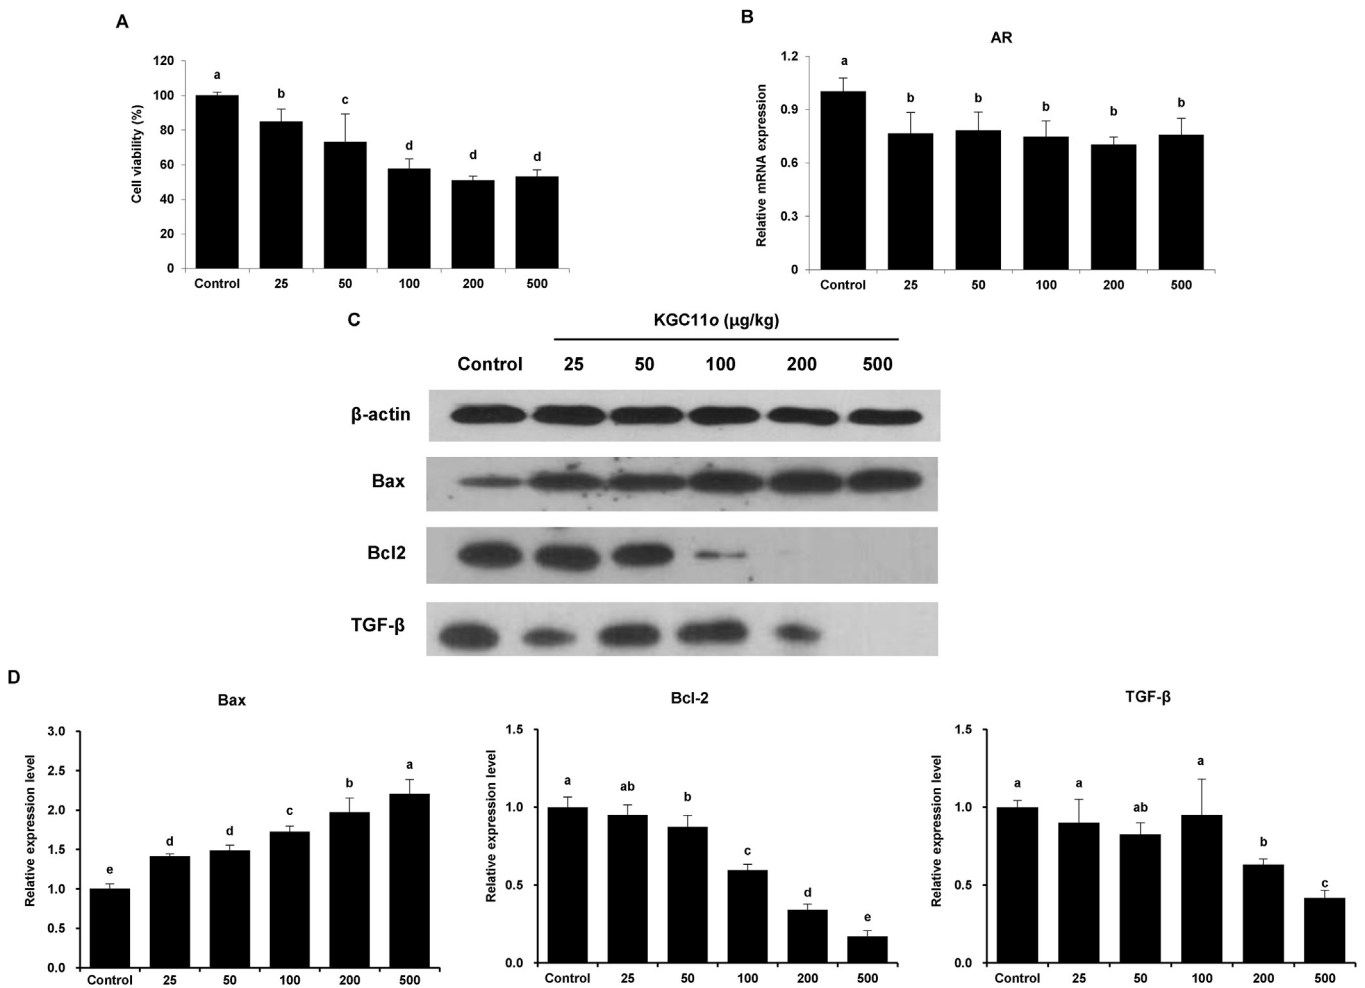 A
Cell viability (%)
120
100
80
60
40
20
0
a
b
c
d
d
d
Control 25 50 100 200 500
B
AR
Relative mRNA expression
1.2
0.9
0.6
0.3
0
a
b
b
b
b
b
Control 25 50 100 200 500
C
KGC11o (μg/kg)
Control 25 50 100 200 500
β-actin
Bax
Bcl2
TGF-β
D
Bax
Relative expression level
3.0
2.5
2.0
1.5
1.0
0.5
0.0
e
d
d
c
b
a
Control 25 50 100 200 500
Bcl-2
Relative expression level
1.5
1.0
0.5
0.0
a
ab
b
c
d
e
Control 25 50 100 200 500
TGF-β
Relative expression level
1.5
1.0
0.5
0.0
a
a
ab
a
b
c
Control 25 50 100 200 500